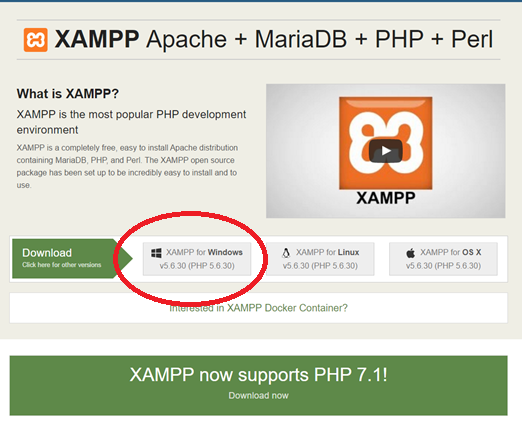 XAMPP Apache + MariaDB + PHP + Perl
What is XAMPP?
XAMPP is the most popular PHP development
environment
XAMPP is a completely free, easy to install Apache distribution
containing MariaDB, PHP, and Perl. The XAMPP open source
package has been set up to be incredibly easy to install and to
use.
XAMPP
Download
Click here for other versions
XAMPP for Windows
v5.6.30 (PHP 5.6.30)
XAMPP for Linux
v5.6.30 (PHP 5.6.30)
XAMPP for OS X
v5.6.30 (PHP 5.6.30)
Interested in XAMPP Docker Container?
XAMPP now supports PHP 7.1!
Download now